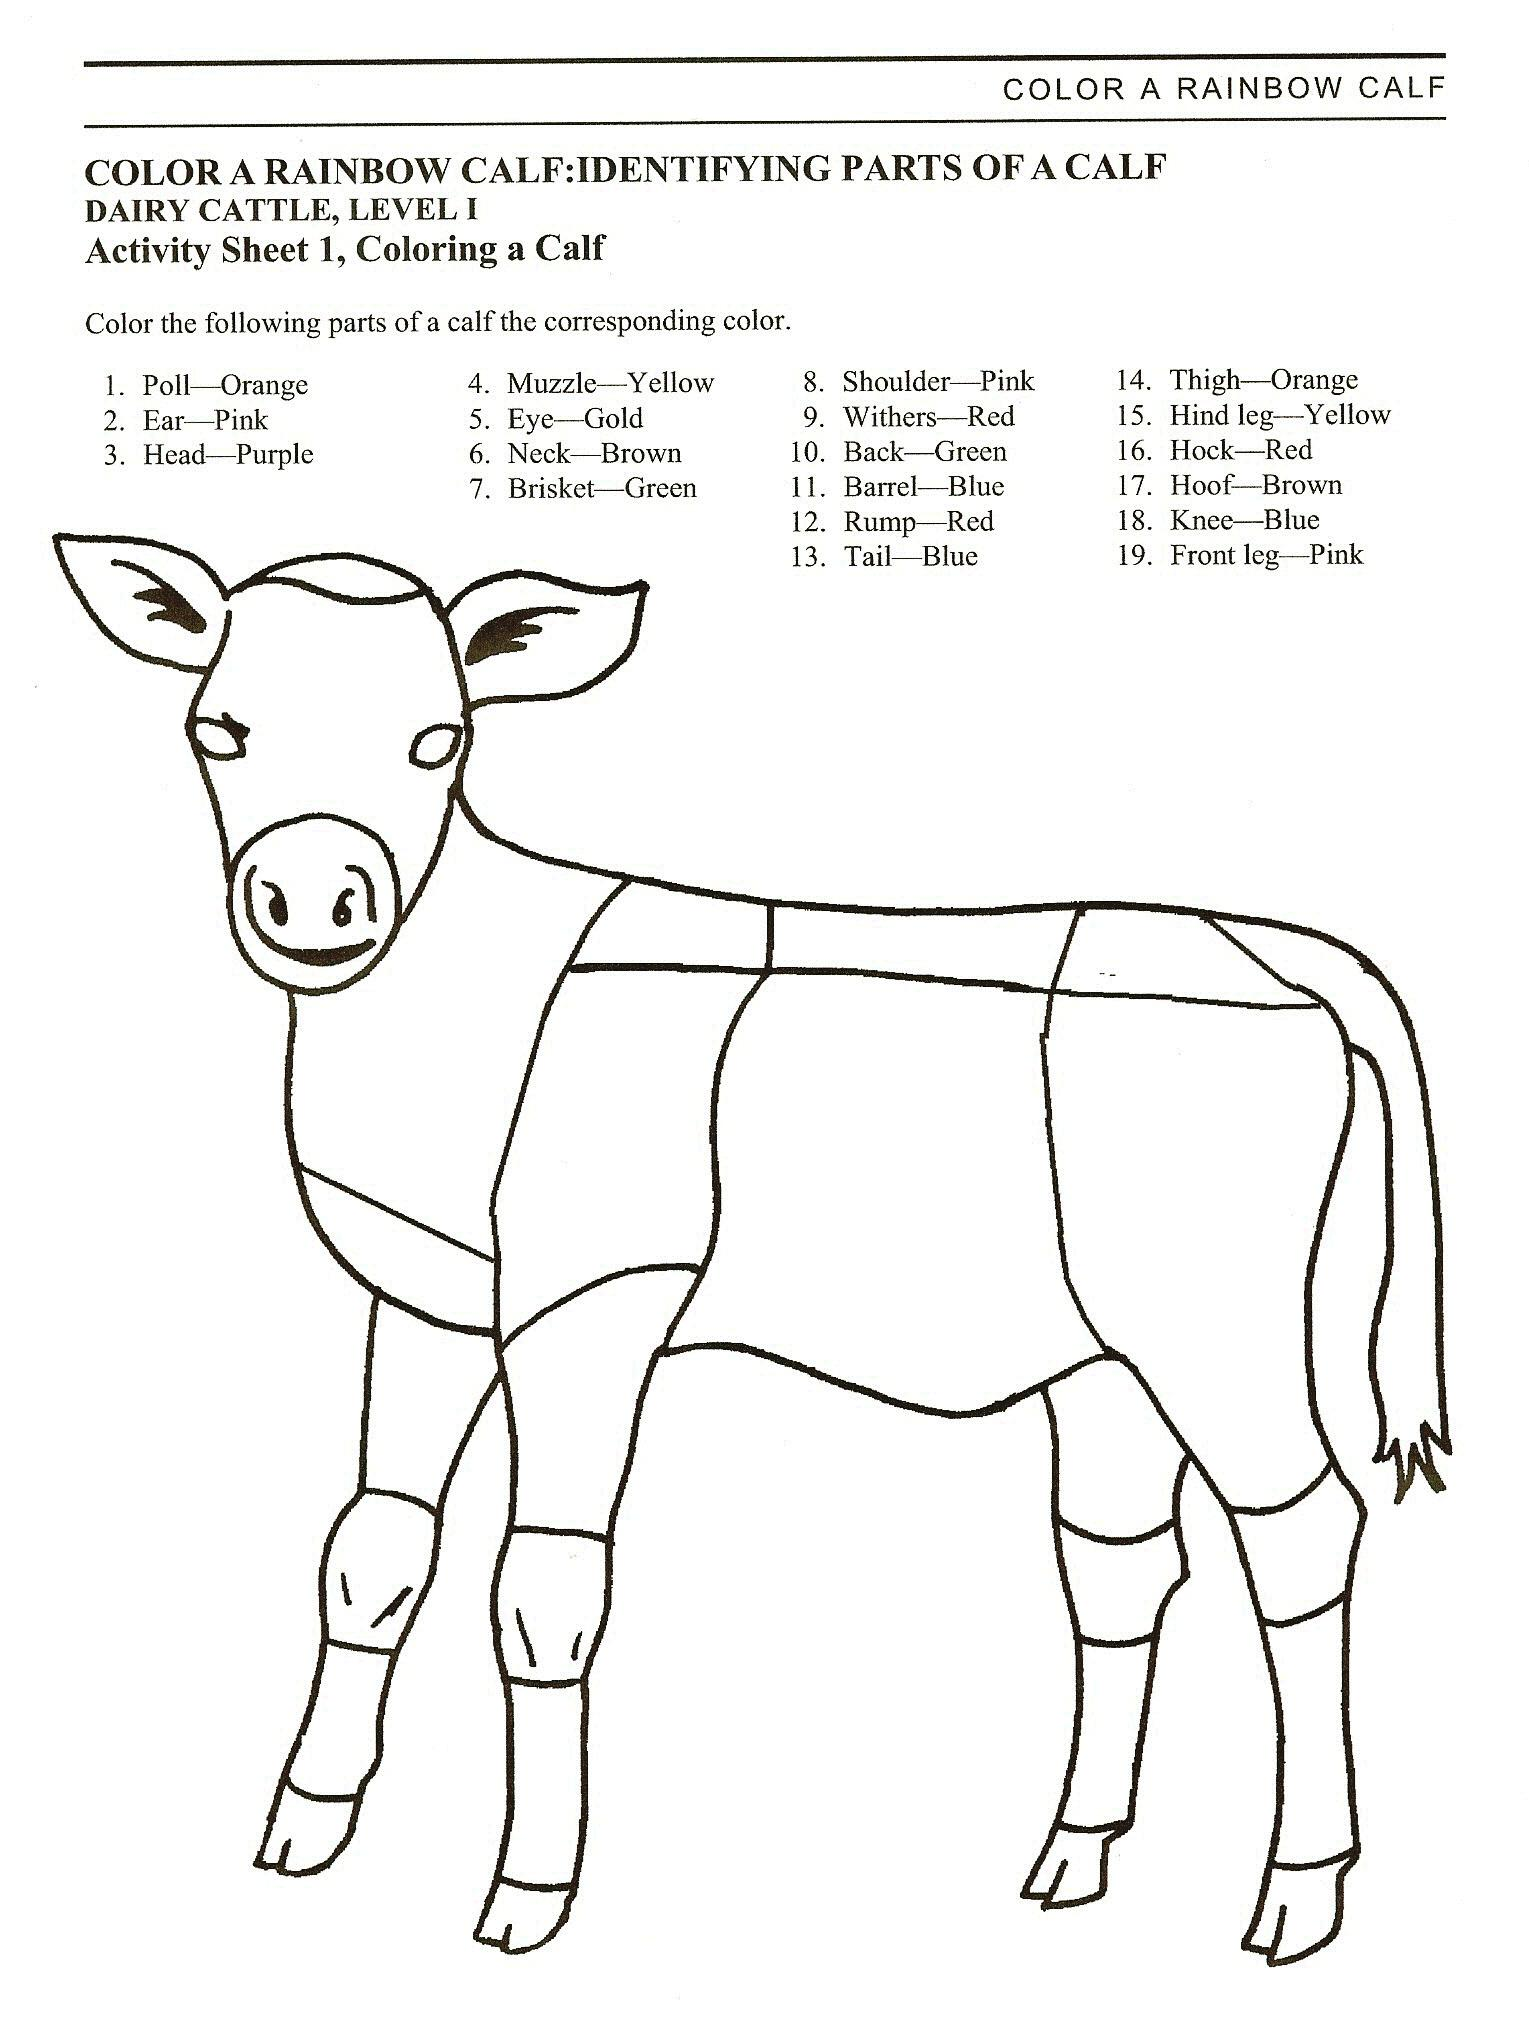 COLOR A RAINBOW CALF
COLOR A RAINBOW CALF:IDENTIFYING PARTS OF A CALF
DAIRY CATTLE, LEVEL I
Activity Sheet 1, Coloring a Calf
Color the following parts of a calf the corresponding color.
1. Poll—Orange
2. Ear—Pink
3. Head—Purple
4. Muzzle—Yellow
5. Eye—Gold
6. Neck—Brown
7. Brisket—Green
8. Shoulder—Pink
9. Withers—Red
10. Back—Green
11. Barrel—Blue
12. Rump—Red
13. Tail—Blue
14. Thigh—Orange
15. Hind leg—Yellow
16. Hock—Red
17. Hoof—Brown
18. Knee—Blue
19. Front leg—Pink